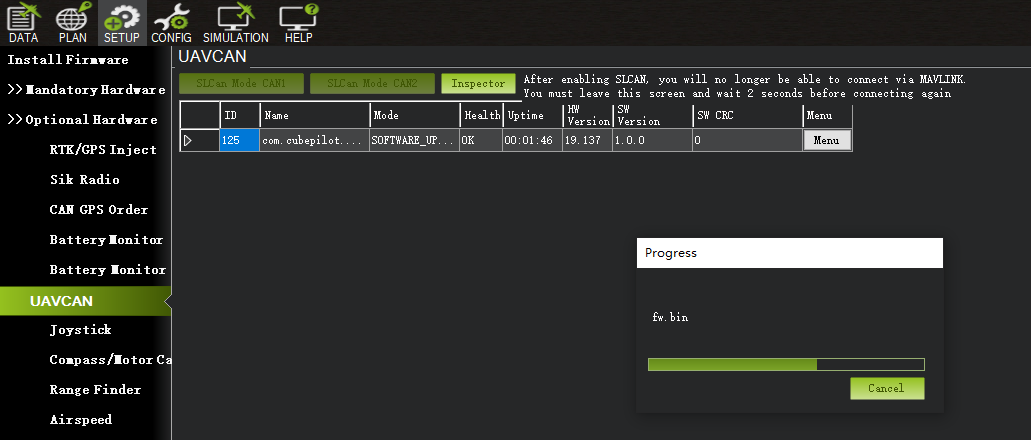 DATA PLAN SETUP CONFIG SIMULATION HELP
Install Firmware
>> Mandatory Hardware
>> Optional Hardware
RTK/GPS Inject
Sik Radio
CAN GPS Order
Battery Monitor
Battery Monitor
UAVCAN
Joystick
Compass/Motor Ca
Range Finder
Airspeed
UAVCAN
SLCan Mode CAN1 SLCan Mode CAN2 Inspector
After enabling SLCAN, you will no longer be able to connect via MAVLINK.
You must leave this screen and wait 2 seconds before connecting again
ID Name Mode Health Uptime HW Version SW Version SW CRC Menu
125 com.cubepilot.... SOFTWARE_UP... OK 00:01:46 19.137 1.0.0 0 Menu
Progress
fw.bin
Cancel